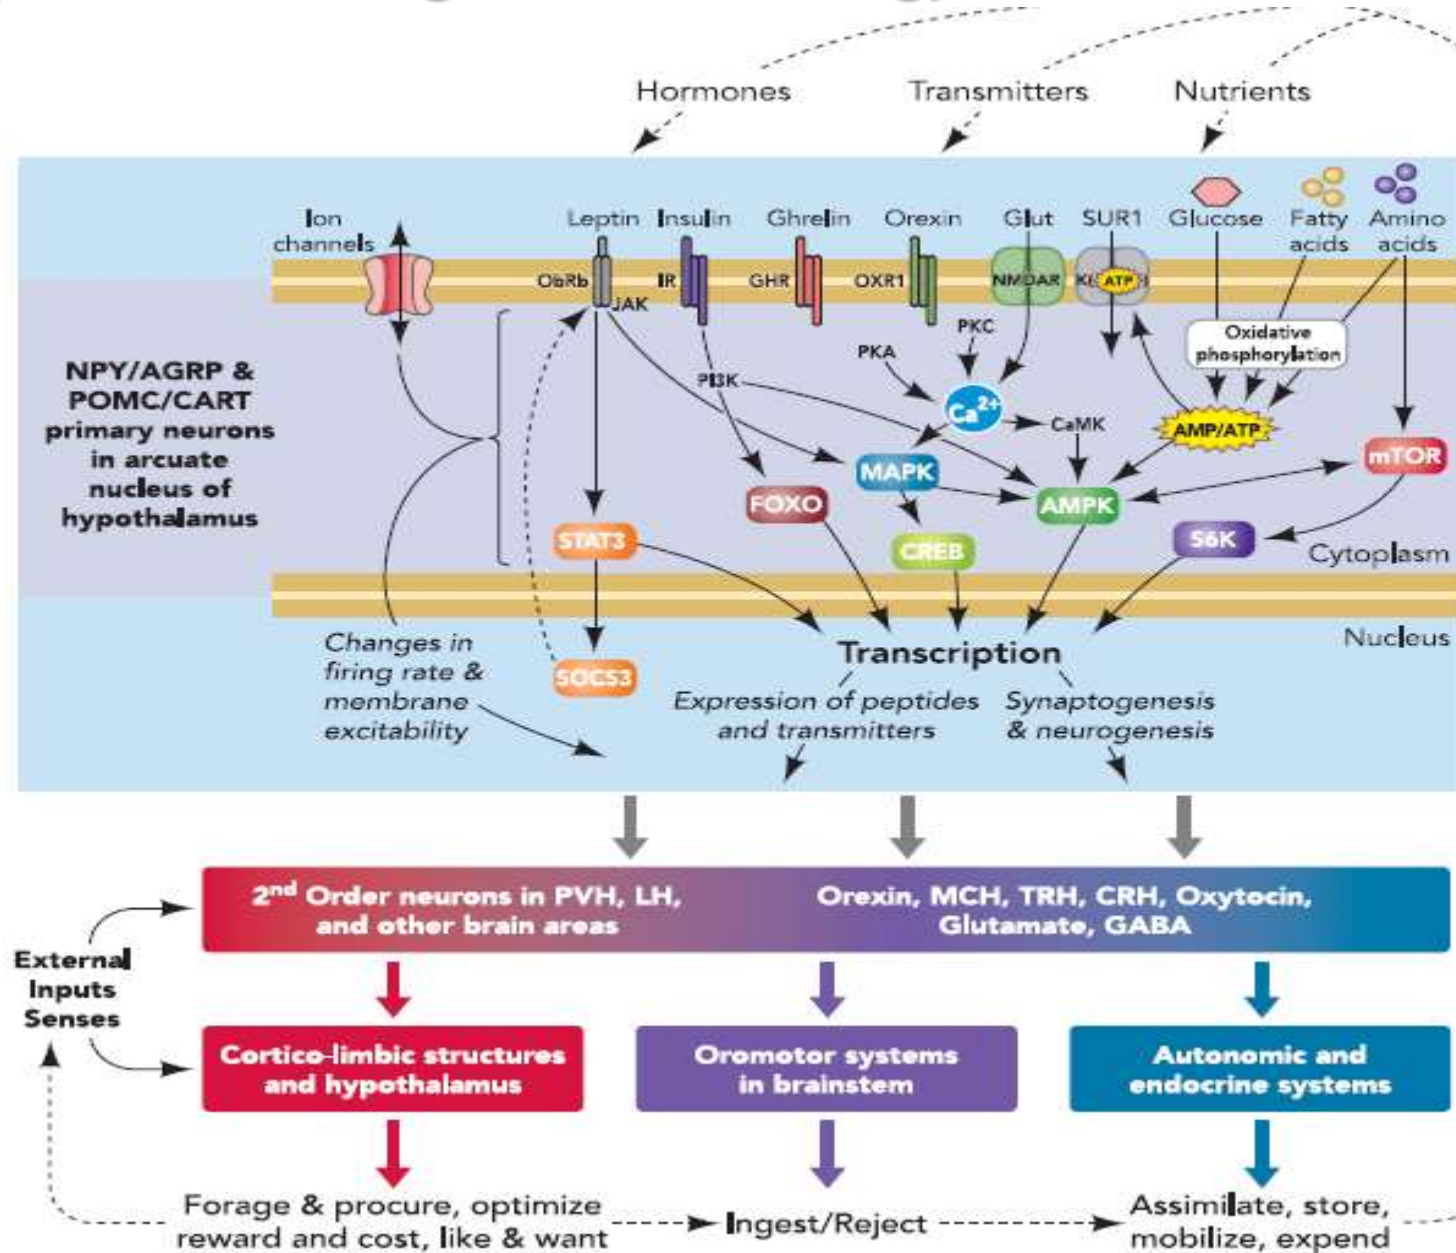 Hormones
Transmitters
Nutrients
Ion
channels
Leptin
Insulin
Ghrelin
Orexin
Glut
SUR1
Glucose
Fatty
acids
Amino
acids
ObRb
JAK
IR
GHR
OXR1
NMDAR
ATP
NPY/AGRP &
POMC/CART
primary neurons
in arcuate
nucleus of
hypothalamus
PKC
PKA
PI3K
Ca2+
CaMK
Oxidative
phosphorylation
AMP/ATP
MAPK
mTOR
FOXO
AMPK
STAT3
CREB
S6K
Cytoplasm
Nucleus
Changes in
firing rate &
membrane
excitability
SOCS3
Transcription
Expression of peptides
and transmitters
Synaptogenesis
& neurogenesis
2nd Order neurons in PVH, LH,
and other brain areas
Orexin, MCH, TRH, CRH, Oxytocin,
Glutamate, GABA
External
Inputs
Senses
Cortico-limbic structures
and hypothalamus
Oromotor systems
in brainstem
Autonomic and
endocrine systems
Forage & procure, optimize
reward and cost, like & want
Ingest/Reject
Assimilate, store,
mobilize, expend